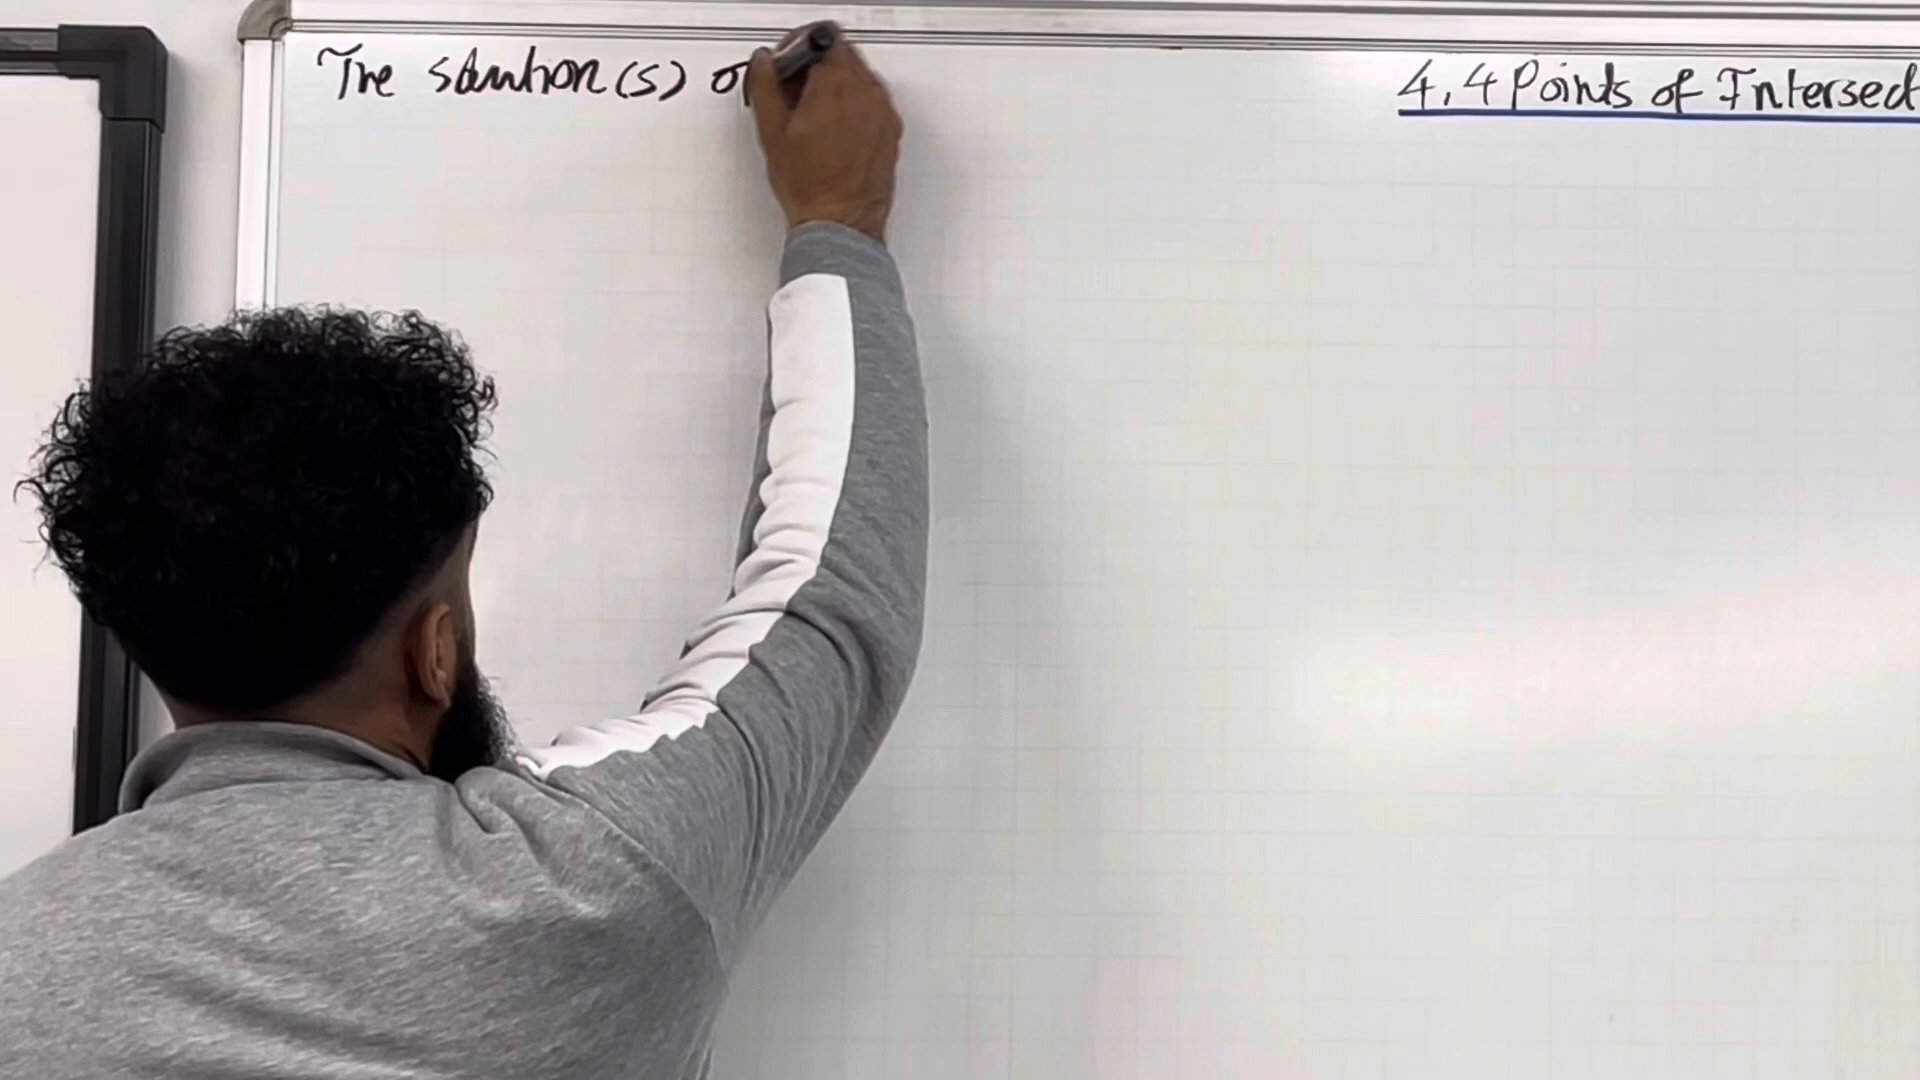 The solution(s) of
4.4 Points of Intersect